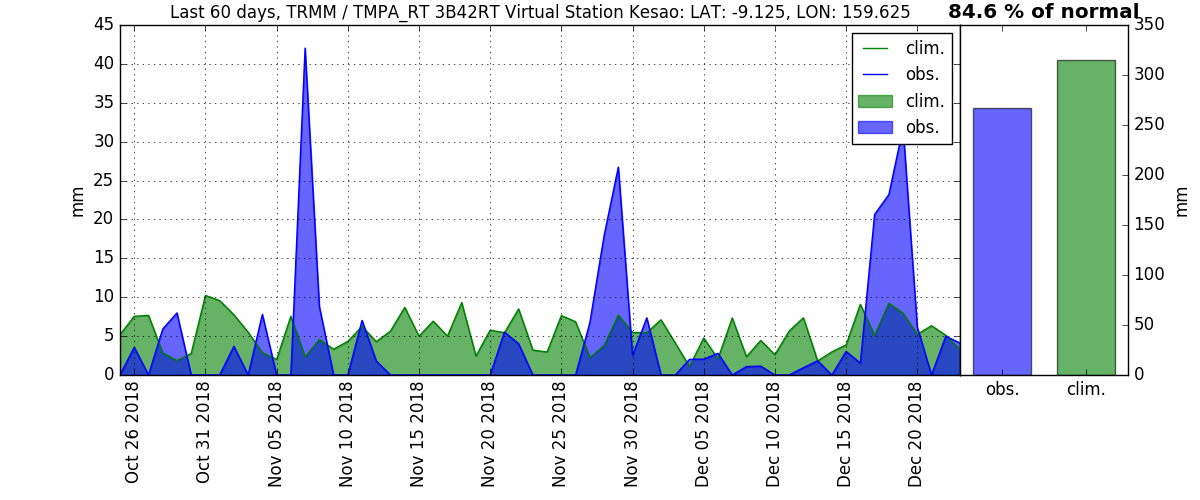 Last 60 days, TRMM / TMPA_RT 3B42RT Virtual Station Kesao: LAT: -9.125, LON: 159.625
84.6 % of normal
45
40
35
30
25
20
15
10
5
0
mm
clim.
obs.
clim.
obs.
350
300
250
200
150
100
50
0
mm
obs.
clim.
Oct 26 2018
Oct 31 2018
Nov 05 2018
Nov 10 2018
Nov 15 2018
Nov 20 2018
Nov 25 2018
Nov 30 2018
Dec 05 2018
Dec 10 2018
Dec 15 2018
Dec 20 2018